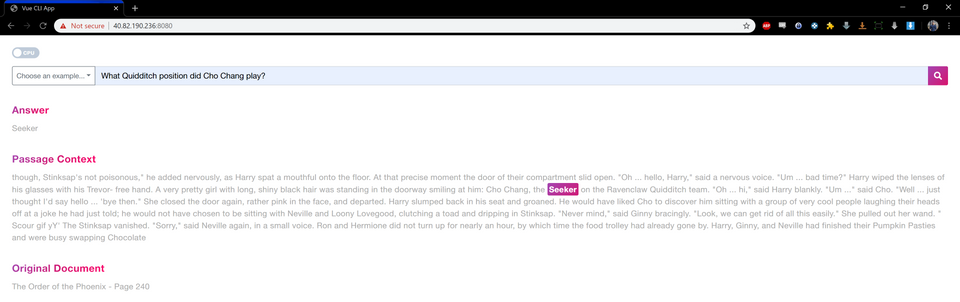 Vue CLI App
Not secure | 40.82.190.236:8080
CPU
Choose an example...
What Quidditch position did Cho Chang play?
Answer
Seeker
Passage Context
though, Stinksap's not poisonous," he added nervously, as Harry spat a mouthful onto the floor. At that precise moment the door of their compartment slid open. "Oh ... hello, Harry," said a nervous voice. "Um ... bad time?" Harry wiped the lenses of
his glasses with his Trevor- free hand. A very pretty girl with long, shiny black hair was standing in the doorway smiling at him: Cho Chang, the Seeker on the Ravenclaw Quidditch team. "Oh ... hi," said Harry blankly. "Um ..." said Cho. "Well ... just
thought I'd say hello ... 'bye then." She closed the door again, rather pink in the face, and departed. Harry slumped back in his seat and groaned. He would have liked Cho to discover him sitting with a group of very cool people laughing their heads
off at a joke he had just told; he would not have chosen to be sitting with Neville and Loony Lovegood, clutching a toad and dripping in Stinksap. "Never mind," said Ginny bracingly. "Look, we can get rid of all this easily." She pulled out her wand. "
Scour gif yY' The Stinksap vanished. "Sorry," said Neville again, in a small voice. Ron and Hermione did not turn up for nearly an hour, by which time the food trolley had already gone by. Harry, Ginny, and Neville had finished their Pumpkin Pasties
and were busy swapping Chocolate
Original Document
The Order of the Phoenix - Page 240